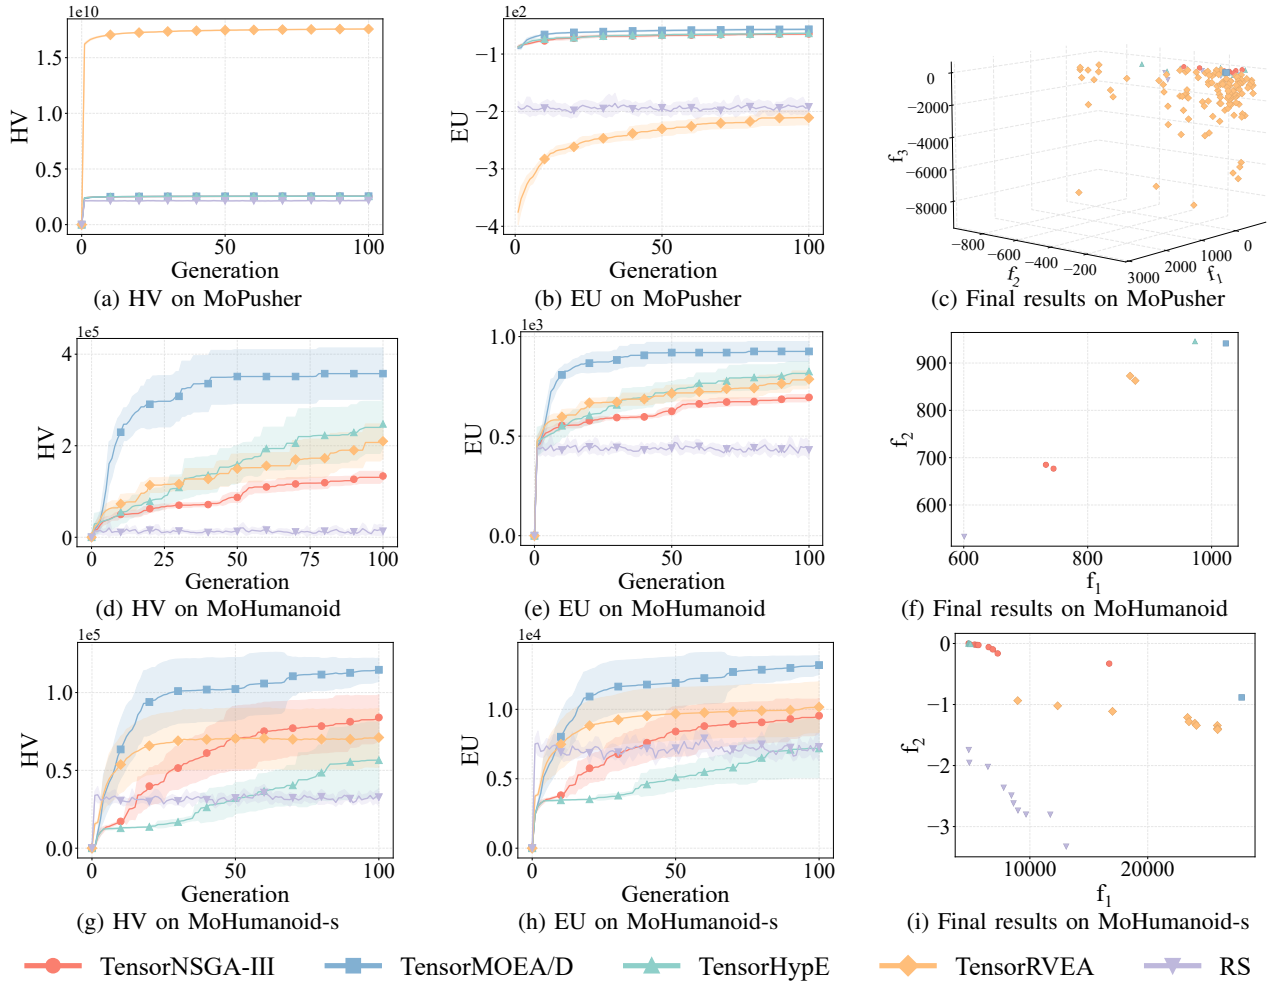 1e10
HV
1.5
1.0
0.5
0.0
0
50
100
Generation
(a) HV on MoPusher
1e2
EU
−1
−2
−3
−4
0
50
100
Generation
(b) EU on MoPusher
f3
0
−2000
−4000
−6000
−8000
−800
−600
−400
−200
f2
3000
2000
1000
0
f1
(c) Final results on MoPusher
1e5
HV
4
2
0
0
25
50
75
100
Generation
(d) HV on MoHumanoid
1e3
EU
1.0
0.5
0.0
0
50
100
Generation
(e) EU on MoHumanoid
f2
900
800
700
600
600
800
1000
f1
(f) Final results on MoHumanoid
1e5
HV
1.0
0.5
0.0
0
50
100
Generation
(g) HV on MoHumanoid-s
1e4
EU
1.0
0.5
0.0
0
50
100
Generation
(h) EU on MoHumanoid-s
f2
0
−1
−2
−3
10000
20000
f1
(i) Final results on MoHumanoid-s
TensorNSGA-III TensorMOEA/D TensorHypE TensorRVEA RS